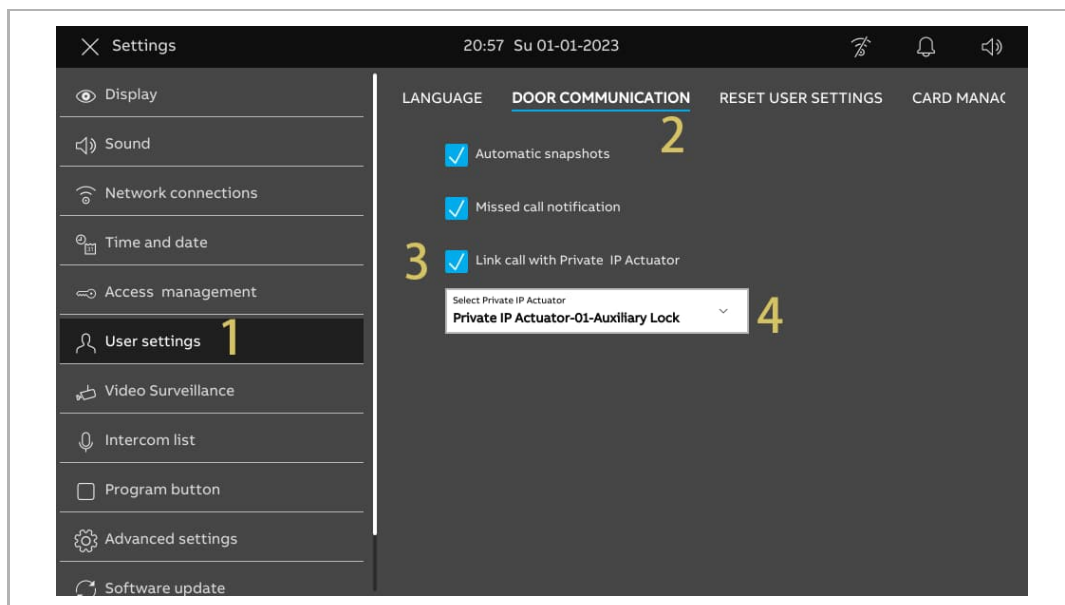 Settings
20:57 Su 01-01-2023
Display
Sound
Network connections
Time and date
Access management
User settings
1
Video Surveillance
Intercom list
Program button
Advanced settings
Software update
LANGUAGE DOOR COMMUNICATION RESET USER SETTINGS CARD MANAC
2
Automatic snapshots
Missed call notification
3
Link call with Private IP Actuator
Select Private IP Actuator
Private IP Actuator-01-Auxiliary Lock
4